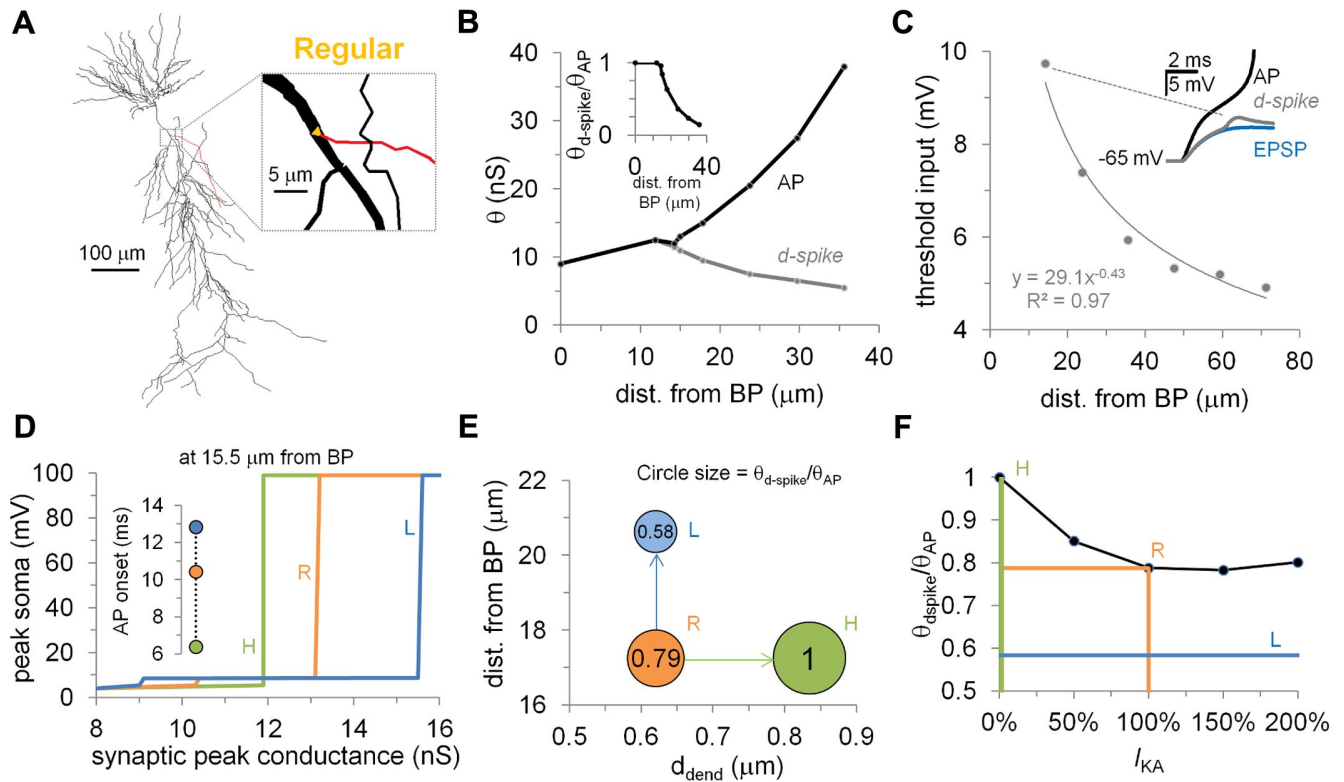 A
Regular
5 μm
100 μm
B
40
30
20
10
0
θ (nS)
1
0
θd-spike/θAP
0
40
dist. from
BP (μm)
AP
d-spike
0
10
20
30
40
dist. from BP (μm)
C
10
8
6
4
threshold input (mV)
2 ms
5 mV
AP
d-spike
EPSP
-65 mV
y = 29.1x-0.43
R² = 0.97
0
20
40
60
80
dist. from BP (μm)
D
at 15.5 μm from BP
100
80
60
40
20
0
peak soma (mV)
14
12
10
8
6
AP onset (ms)
H
R
L
8
10
12
14
16
synaptic peak conductance (nS)
E
Circle size = θd-spike/θAP
22
21
20
19
18
17
16
dist. from BP (μm)
0.58
L
R
0.79
H
1
0.5
0.6
0.7
0.8
0.9
ddend (μm)
F
1
0.9
0.8
0.7
0.6
0.5
θdspike/θAP
H
R
L
0%
50%
100%
150%
200%
IKA